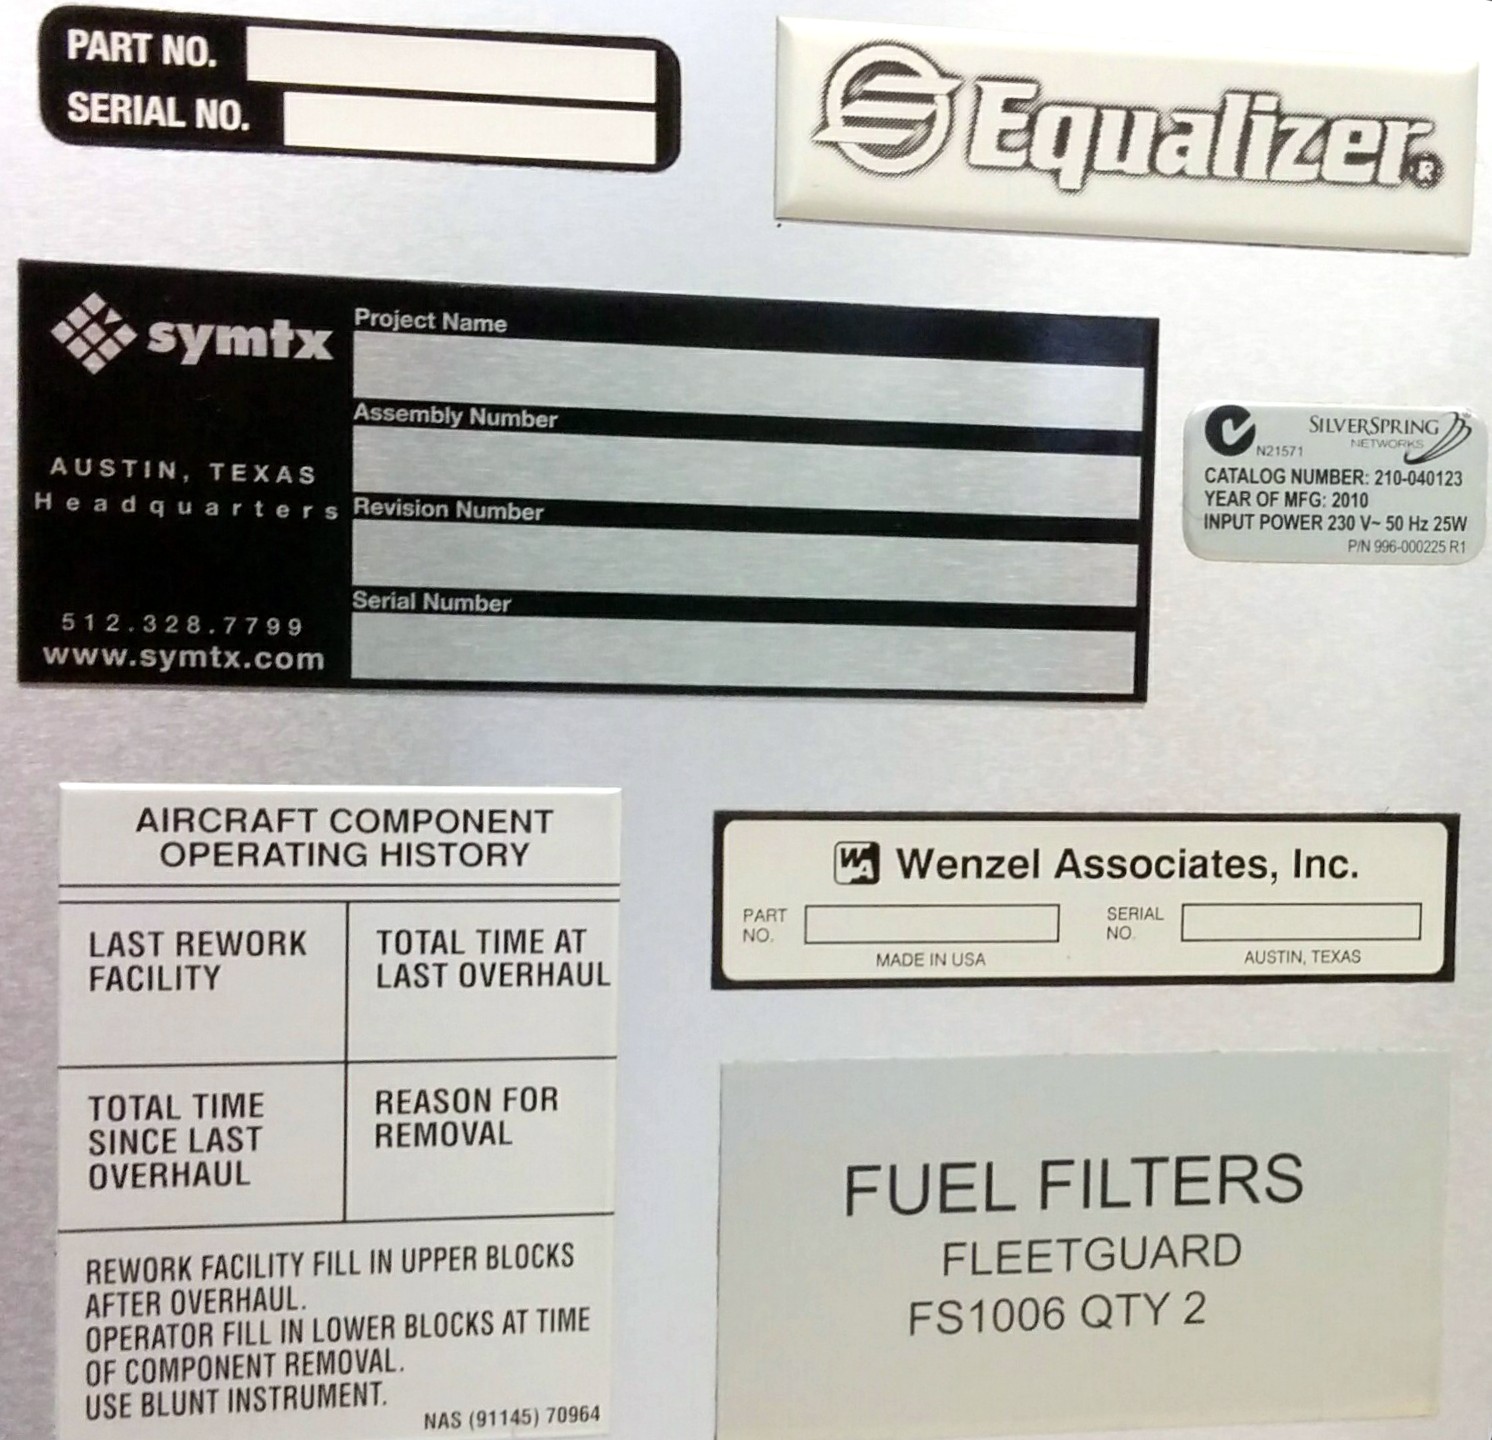 PART NO.
SERIAL NO.
Equalizer®
symtx
AUSTIN, TEXAS
Headquarters
512.328.7799
www.symtx.com
Project Name
Assembly Number
Revision Number
Serial Number
N21571
SILVERSPRING
NETWORKS
CATALOG NUMBER: 210-040123
YEAR OF MFG: 2010
INPUT POWER 230 V~ 50 Hz 25W
P/N 996-000225 R1
AIRCRAFT COMPONENT
OPERATING HISTORY
LAST REWORK
FACILITY
TOTAL TIME AT
LAST OVERHAUL
TOTAL TIME
SINCE LAST
OVERHAUL
REASON FOR
REMOVAL
REWORK FACILITY FILL IN UPPER BLOCKS
AFTER OVERHAUL.
OPERATOR FILL IN LOWER BLOCKS AT TIME
OF COMPONENT REMOVAL.
USE BLUNT INSTRUMENT.
NAS (91145) 70964
WA Wenzel Associates, Inc.
PART
NO.
MADE IN USA
SERIAL
NO.
AUSTIN, TEXAS
FUEL FILTERS
FLEETGUARD
FS1006 QTY 2